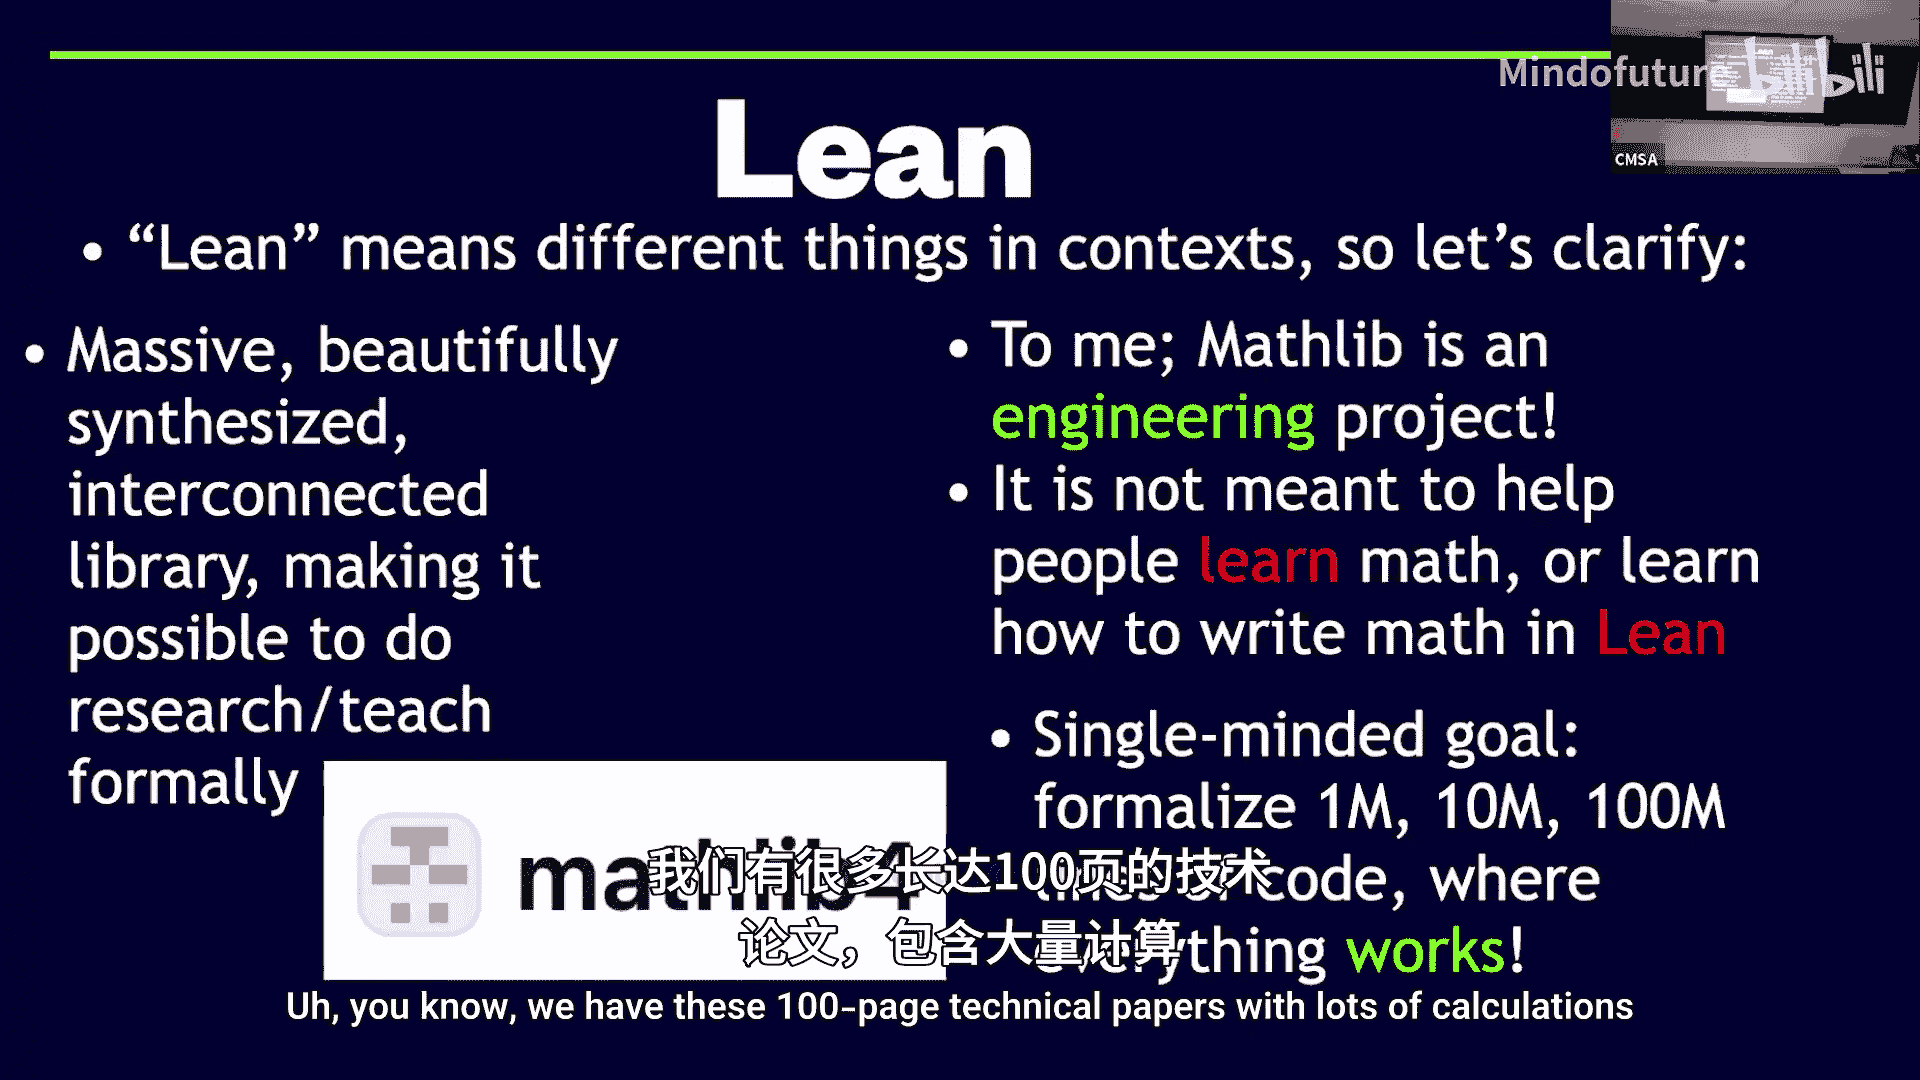 Mindofuture
bilibili
CMSA
Lean
• “Lean” means different things in contexts, so let’s clarify:
• Massive, beautifully
synthesized,
interconnected
library, making it
possible to do
research/teach
formally
mathlib4
• To me; Mathlib is an
engineering project!
• It is not meant to help
people learn math, or learn
how to write math in Lean
• Single-minded goal:
formalize 1M, 10M, 100M
lines of code, where
everything works!
我们有很多长达100页的技术
论文，包含大量计算
Uh, you know, we have these 100-page technical papers with lots of calculations